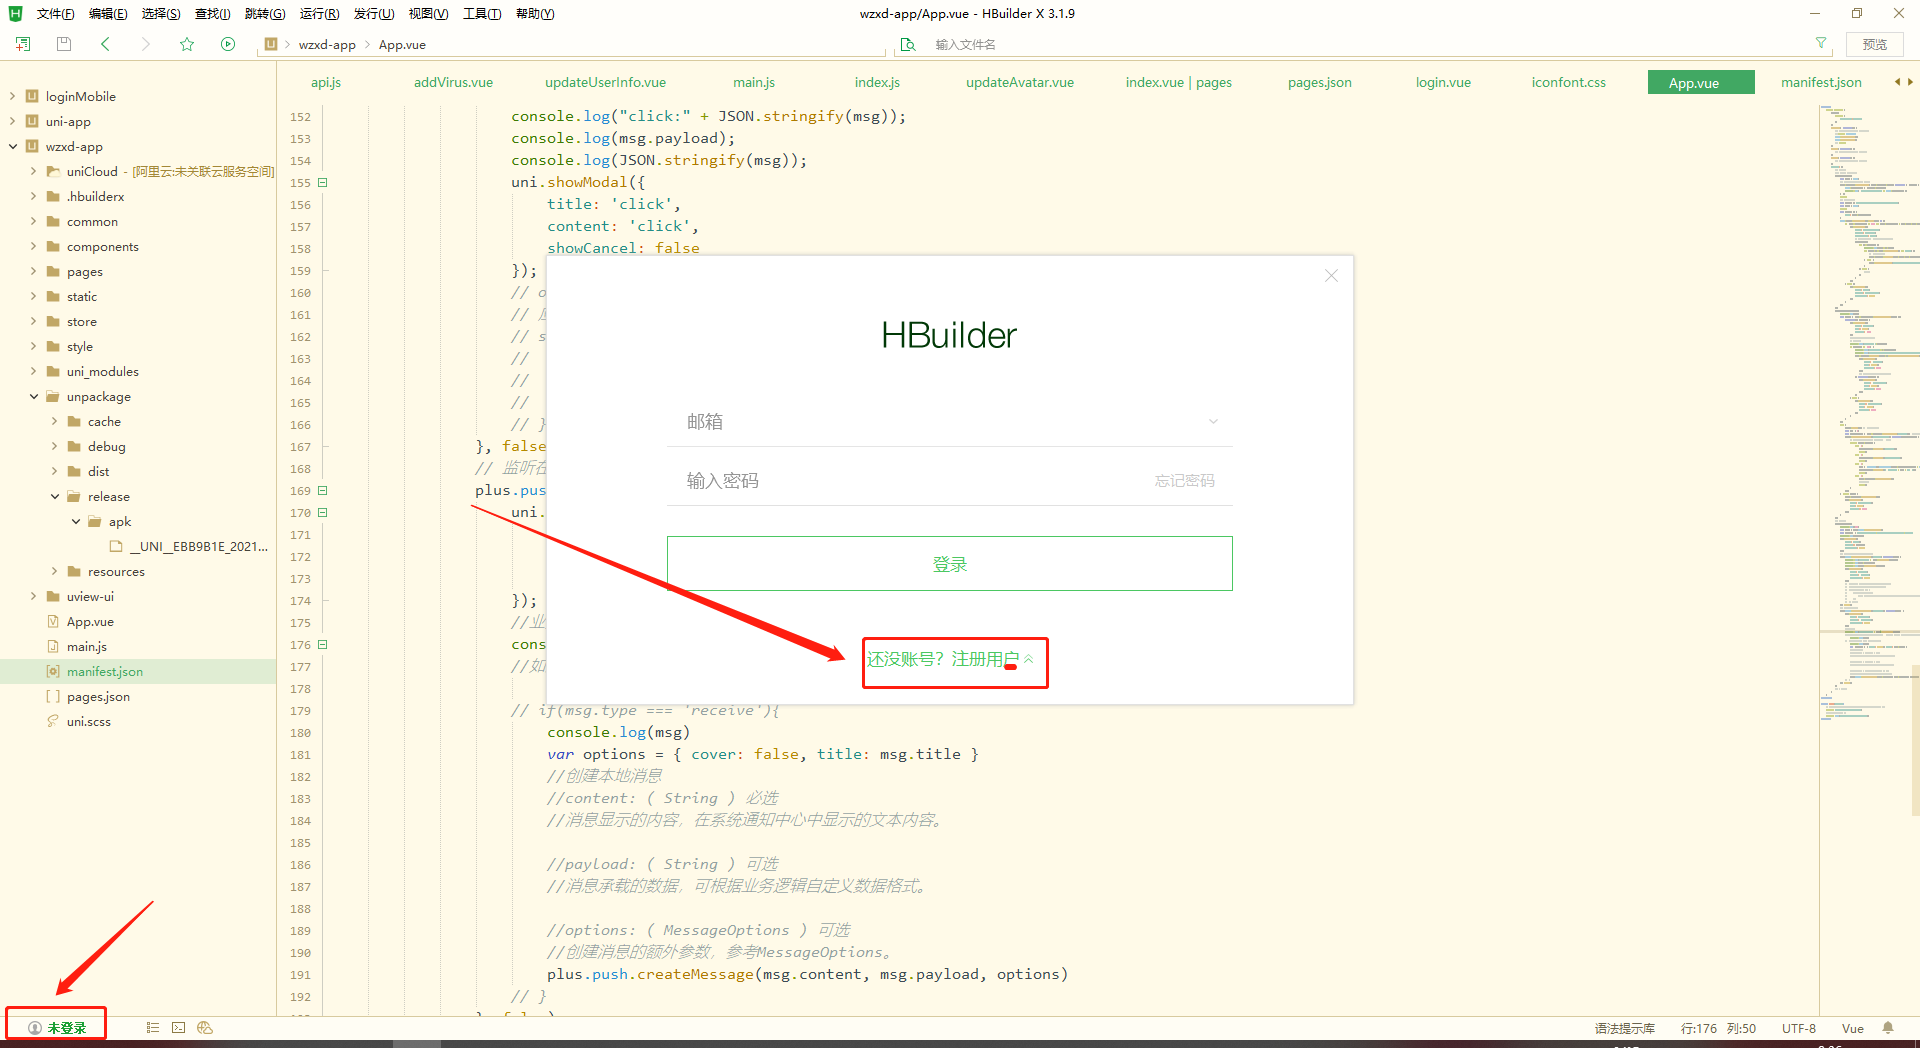 文件(F) 编辑(E) 选择(S) 查找(I) 跳转(G) 运行(R) 发行(U) 视图(V) 工具(T) 帮助(Y)
wzxd-app/App.vue - HBuilder X 3.1.9
wzxd-app
App.vue
输入文件名
预览
api.js
addVirus.vue
updateUserInfo.vue
main.js
index.js
updateAvatar.vue
index.vue | pages
pages.json
login.vue
iconfont.css
App.vue
manifest.json
loginMobile
uni-app
wzxd-app
uniCloud - [阿里云:未关联云服务空间]
.hbuilderx
common
components
pages
static
store
style
uni_modules
unpackage
cache
debug
dist
release
apk
__UNI__EBB9B1E_2021...
resources
uview-ui
App.vue
main.js
manifest.json
pages.json
uni.scss
152 console.log("click:" + JSON.stringify(msg));
153 console.log(msg.payload);
154 console.log(JSON.stringify(msg));
155 uni.showModal({
156 title: 'click',
157 content: 'click',
158 showCancel: false
159 });
160 // o
161 //
162 // s
163 //
164 //
165 //
166 // }
167 }, false
168 // 监听在
169 plus.pus
170 uni.
171
172
173
174 });
175 //业
176 cons
177 //如
178
179 // if(msg.type === 'receive'){
180 console.log(msg)
181 var options = { cover: false, title: msg.title }
182 //创建本地消息
183 //content: ( String ) 必选
184 //消息显示的内容，在系统通知中心中显示的文本内容。
185
186 //payload: ( String ) 可选
187 //消息承载的数据，可根据业务逻辑自定义数据格式。
188
189 //options: ( MessageOptions ) 可选
190 //创建消息的额外参数，参考MessageOptions。
191 plus.push.createMessage(msg.content, msg.payload, options)
192 // }
HBuilder
邮箱
输入密码
忘记密码
登录
还没账号？注册用户
未登录
语法提示库
行:176 列:50
UTF-8
Vue